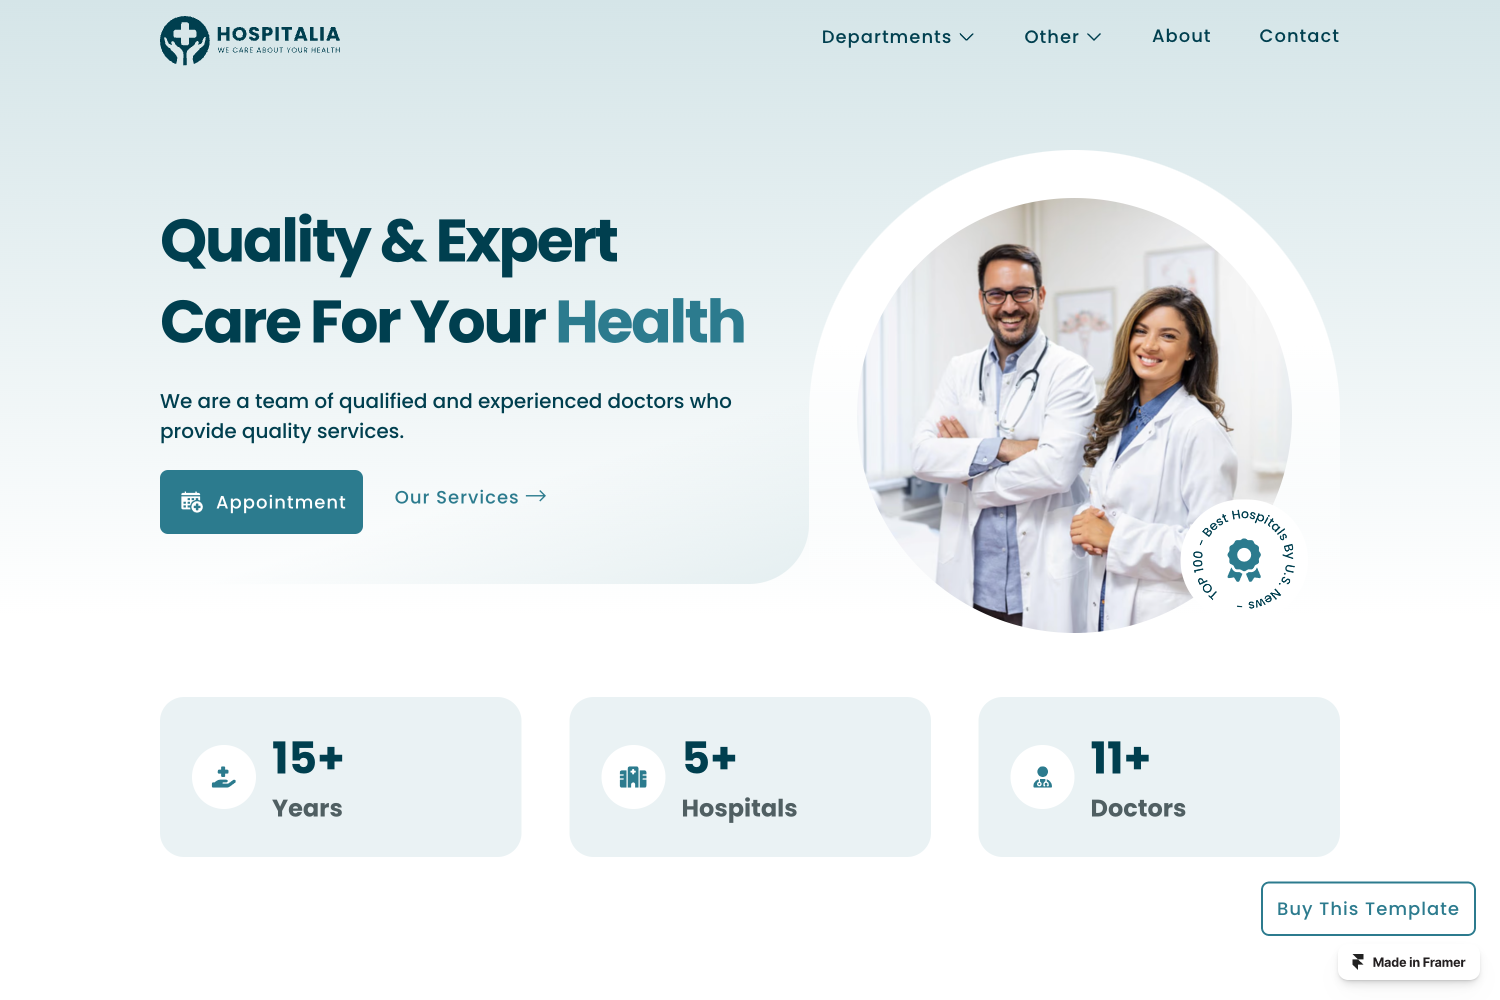 HOSPITALIA
WE CARE ABOUT YOUR HEALTH
Departments
Other
About
Contact
Quality & Expert
Care For Your Health
We are a team of qualified and experienced doctors who
provide quality services.
Appointment
Our Services
TOP 100 - Best Hospitals By U.S. News -
15+
Years
5+
Hospitals
11+
Doctors
Buy This Template
Made in Framer